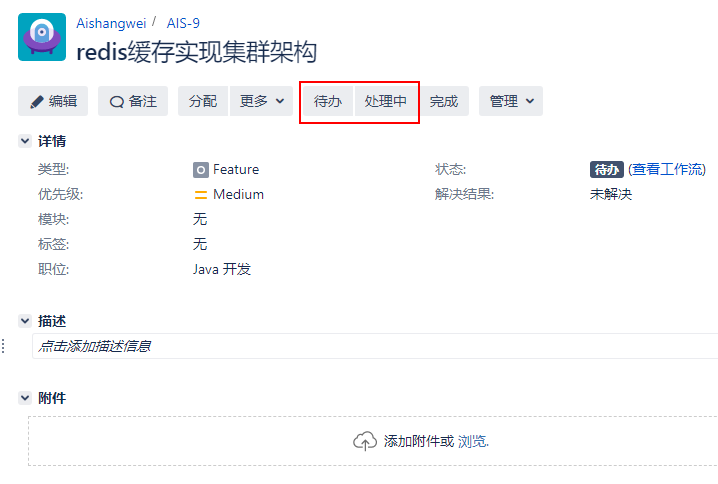 Aishangwei / AIS-9
redis缓存实现集群架构
编辑 备注 分配 更多 待办 处理中 完成 管理
详情
类型: Feature 状态: 待办 (查看工作流)
优先级: Medium 解决结果: 未解决
模块: 无
标签: 无
职位: Java 开发
描述
点击添加描述信息
附件
添加附件或 浏览.